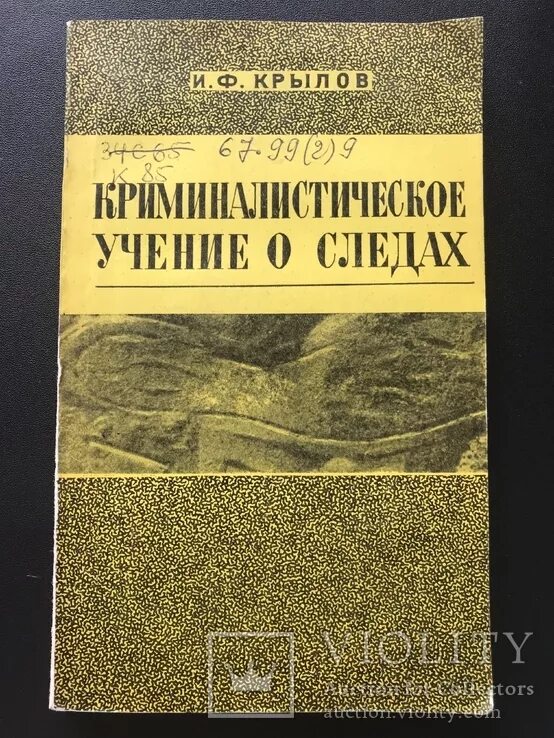 И.Ф. КРЫЛОВ
34С65 67.99(2)9
К 85
КРИМИНАЛИСТИЧЕСКОЕ
УЧЕНИЕ О СЛЕДАХ
VIOLITY
Auction for Collectors
auction.violity.com